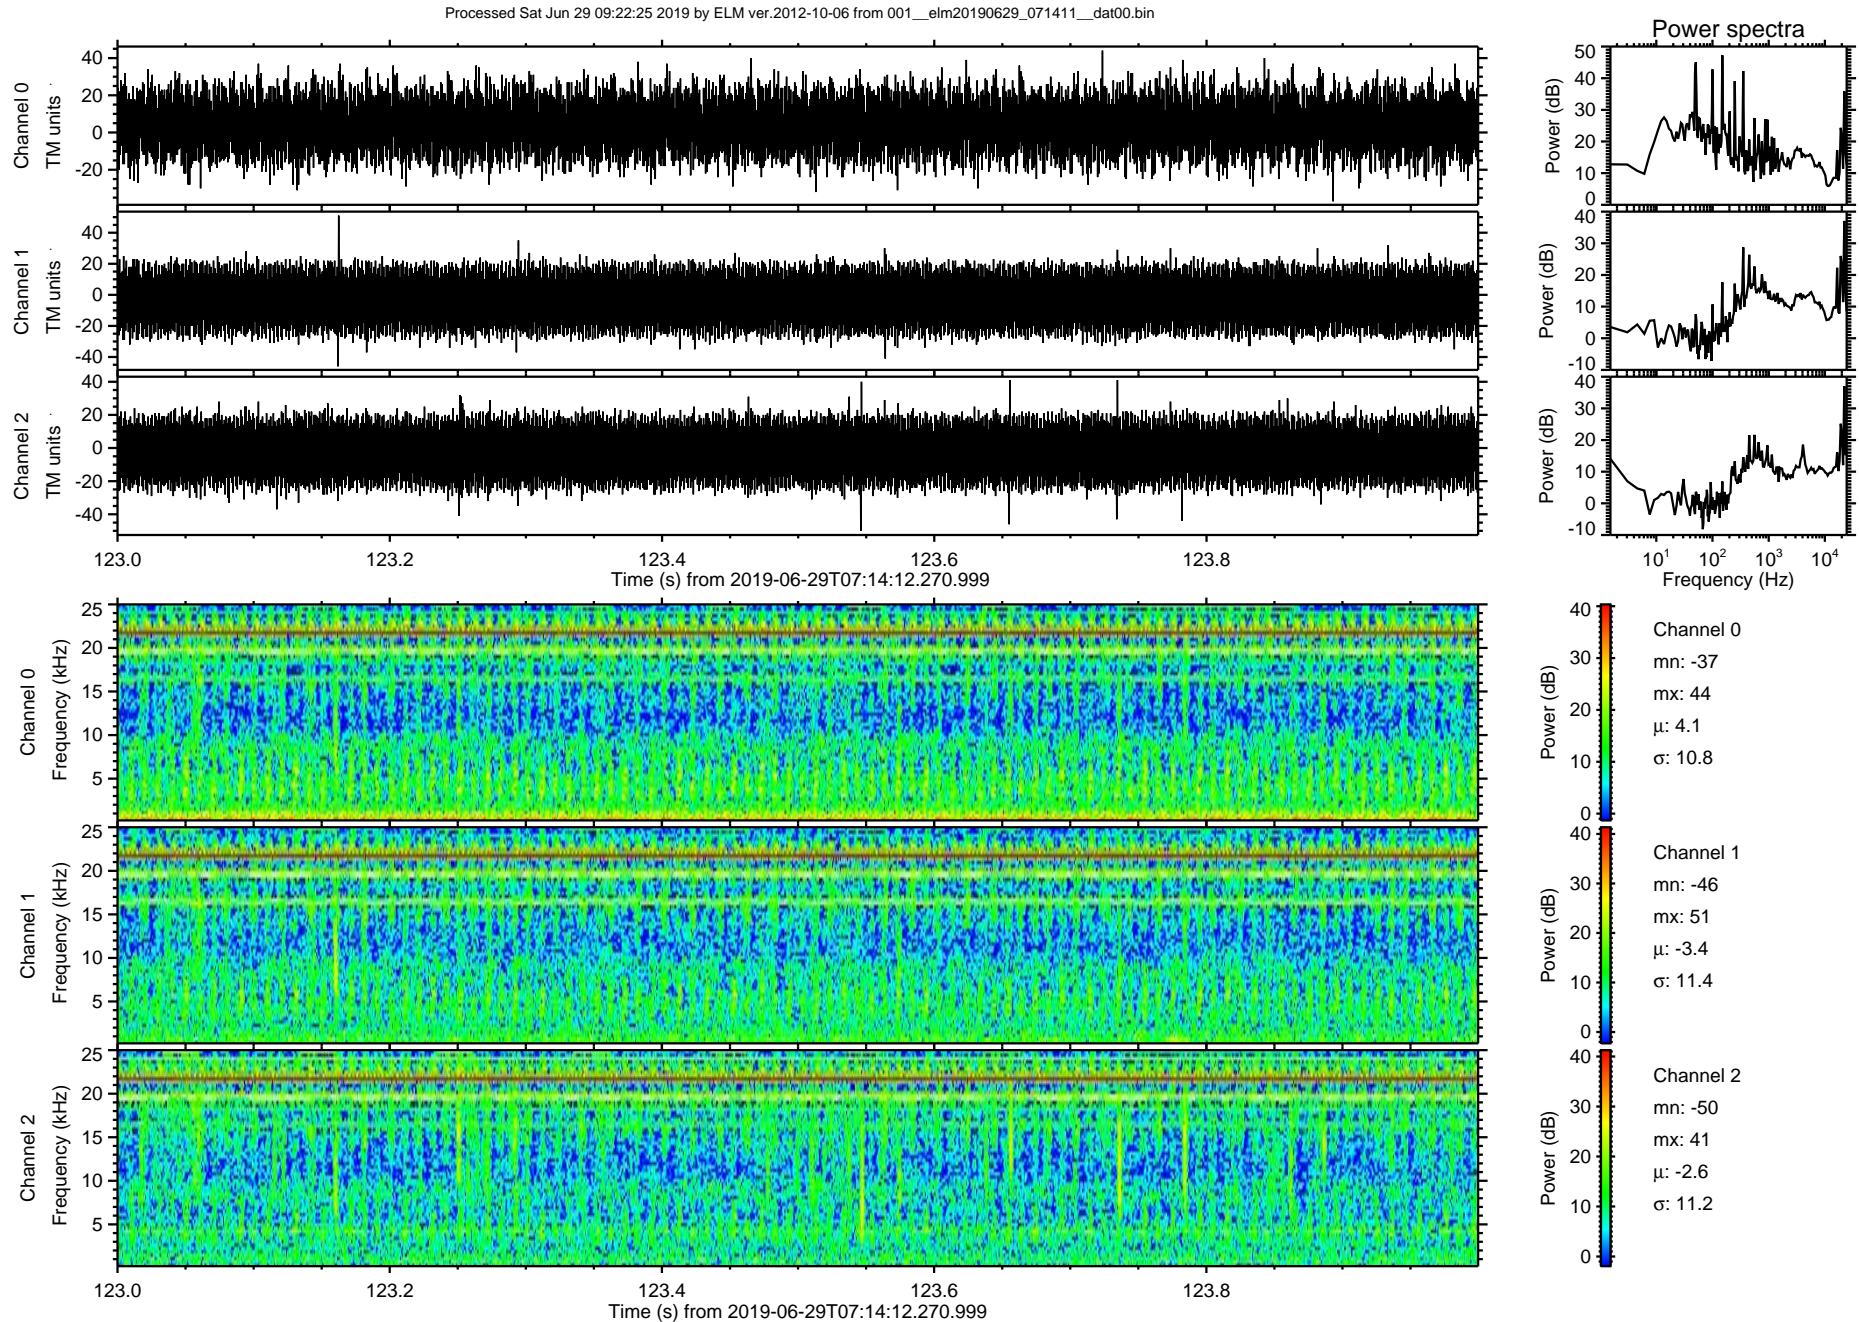 Processed Sat Jun 29 09:22:25 2019 by ELM ver.2012-10-06 from 001__elm20190629_071411__dat00.bin
Power spectra
Channel 0
TM units
40
20
0
-20
Power (dB)
50
40
30
20
10
0
Channel 1
TM units
40
20
0
-20
-40
Power (dB)
40
30
20
10
0
-10
Channel 2
TM units
40
20
0
-20
-40
Power (dB)
40
30
20
10
0
-10
123.0 123.2 123.4 123.6 123.8
Time (s) from 2019-06-29T07:14:12.270.999
10^1 10^2 10^3 10^4
Frequency (Hz)
Channel 0
Frequency (kHz)
25
20
15
10
5
Power (dB)
40
30
20
10
0
Channel 0
mn: -37
mx: 44
μ: 4.1
σ: 10.8
Channel 1
Frequency (kHz)
25
20
15
10
5
Power (dB)
40
30
20
10
0
Channel 1
mn: -46
mx: 51
μ: -3.4
σ: 11.4
Channel 2
Frequency (kHz)
25
20
15
10
5
Power (dB)
40
30
20
10
0
Channel 2
mn: -50
mx: 41
μ: -2.6
σ: 11.2
123.0 123.2 123.4 123.6 123.8
Time (s) from 2019-06-29T07:14:12.270.999